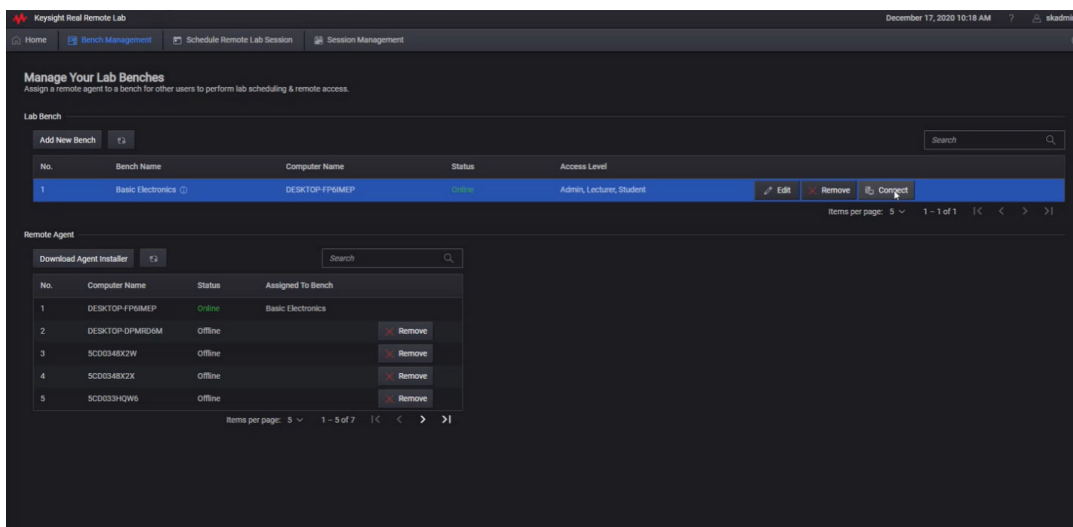 Keysight Real Remote Lab December 17, 2020 10:18 AM ? skadmin
Home Bench Management Schedule Remote Lab Session Session Management
Manage Your Lab Benches
Assign a remote agent to a bench for other users to perform lab scheduling & remote access.
Lab Bench
Add New Bench Search
No. Bench Name Computer Name Status Access Level
1 Basic Electronics DESKTOP-FP6IMEP Online Admin, Lecturer, Student Edit Remove Connect
Items per page: 5 1 – 1 of 1
Remote Agent
Download Agent Installer Search
No. Computer Name Status Assigned To Bench
1 DESKTOP-FP6IMEP Online Basic Electronics
2 DESKTOP-DPMRD6M Offline Remove
3 5CD0348X2W Offline Remove
4 5CD0348X2X Offline Remove
5 5CD033HQW6 Offline Remove
Items per page: 5 1 – 5 of 7